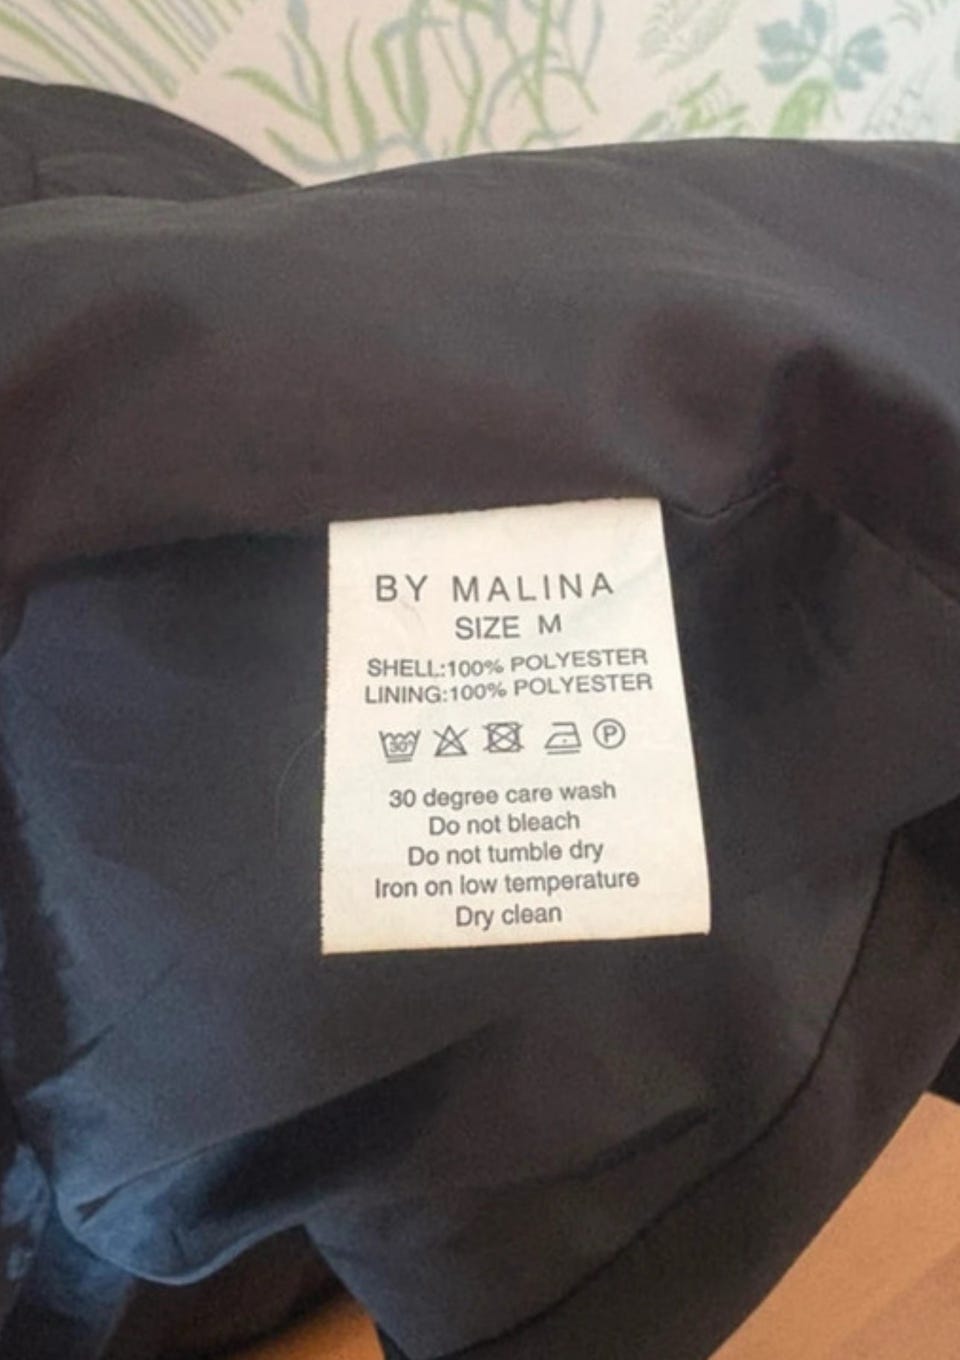 BY MALINA
SIZE M
SHELL:100% POLYESTER
LINING:100% POLYESTER
30° P
30 degree care wash
Do not bleach
Do not tumble dry
Iron on low temperature
Dry clean